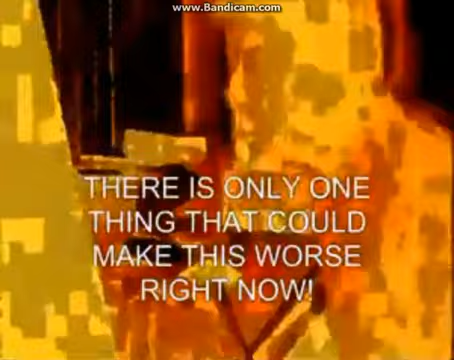 www.Bandicam.com
THERE IS ONLY ONE
THING THAT COULD
MAKE THIS WORSE
RIGHT NOW!